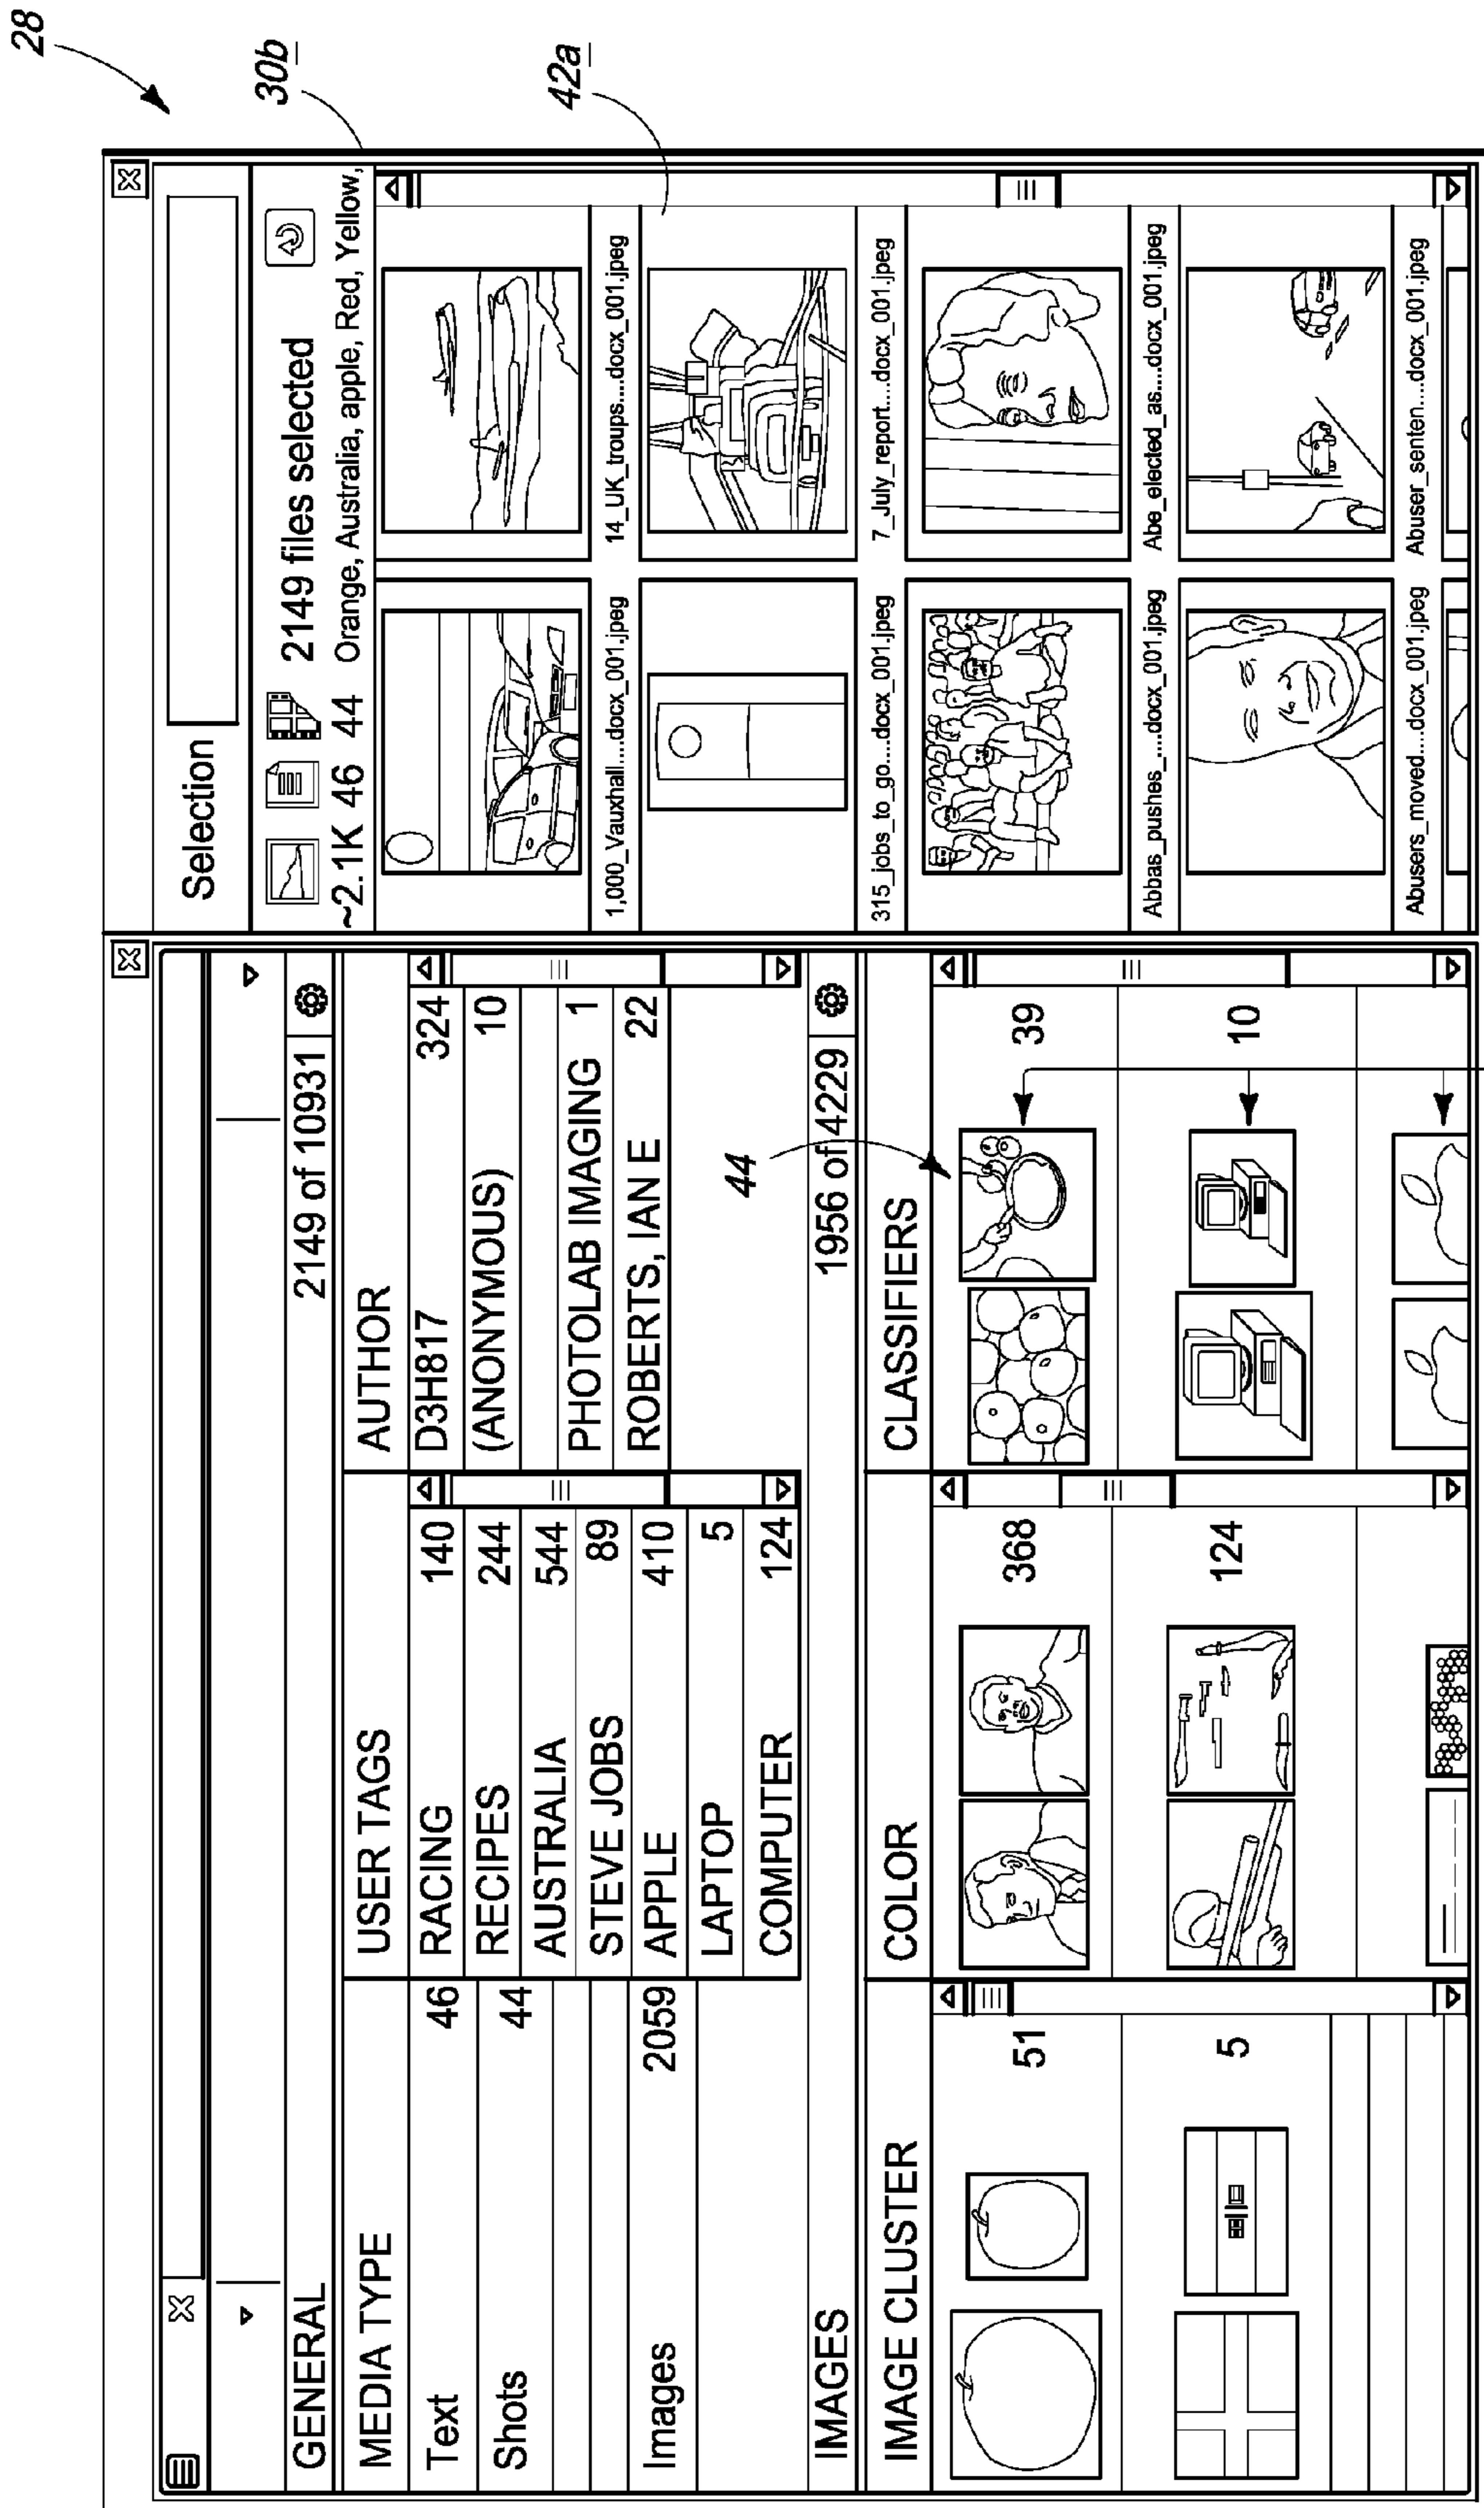 28
30b
42a
GENERAL 2149 of 10931
MEDIA TYPE
Text 46
Shots 44
Images 2059
USER TAGS
RACING 140
RECIPES 244
AUSTRALIA 544
STEVE JOBS 89
APPLE 410
LAPTOP 5
COMPUTER 124
AUTHOR
D3H817 324
(ANONYMOUS) 10
PHOTOLAB IMAGING 1
ROBERTS, IAN E 22
44
IMAGES 1956 of 4229
IMAGE CLUSTER
51
5
COLOR
368
124
CLASSIFIERS
39
10
Selection
2149 files selected
~2.1K 46 44 Orange, Australia, apple, Red, Yellow,
1,000_Vauxhall....docx_001.jpeg
14_UK_troups....docx_001.jpeg
315_jobs_to_go....docx_001.jpeg
7_July_report....docx_001.jpeg
Abbas_pushes_....docx_001.jpeg
Abe_elected_as....docx_001.jpeg
Abusers_moved....docx_001.jpeg
Abuser_senten....docx_001.jpeg